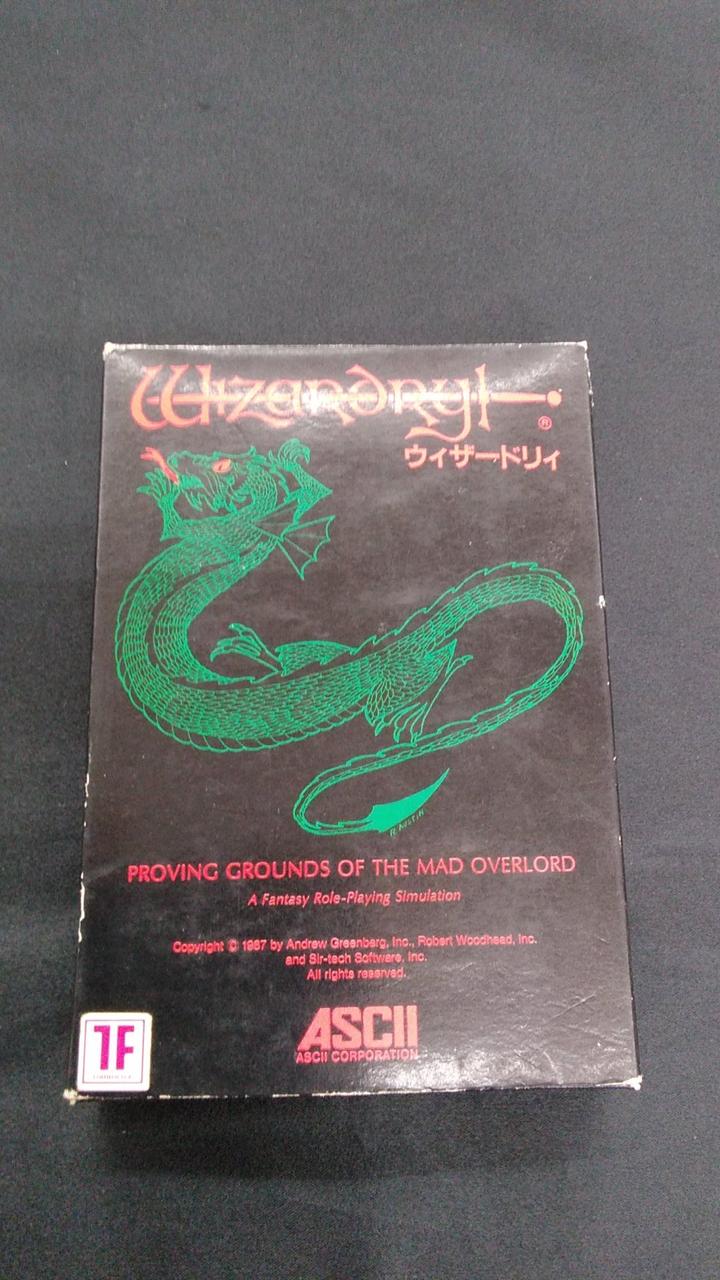 Wizardry
®
ウィザードリィ
R. AUSTIN
PROVING GROUNDS OF THE MAD OVERLORD
A Fantasy Role-Playing Simulation
Copyright © 1987 by Andrew Greenberg, Inc., Robert Woodhead, Inc.
and Sir-tech Software, Inc.
All rights reserved.
1F
ASCII
ASCII CORPORATION